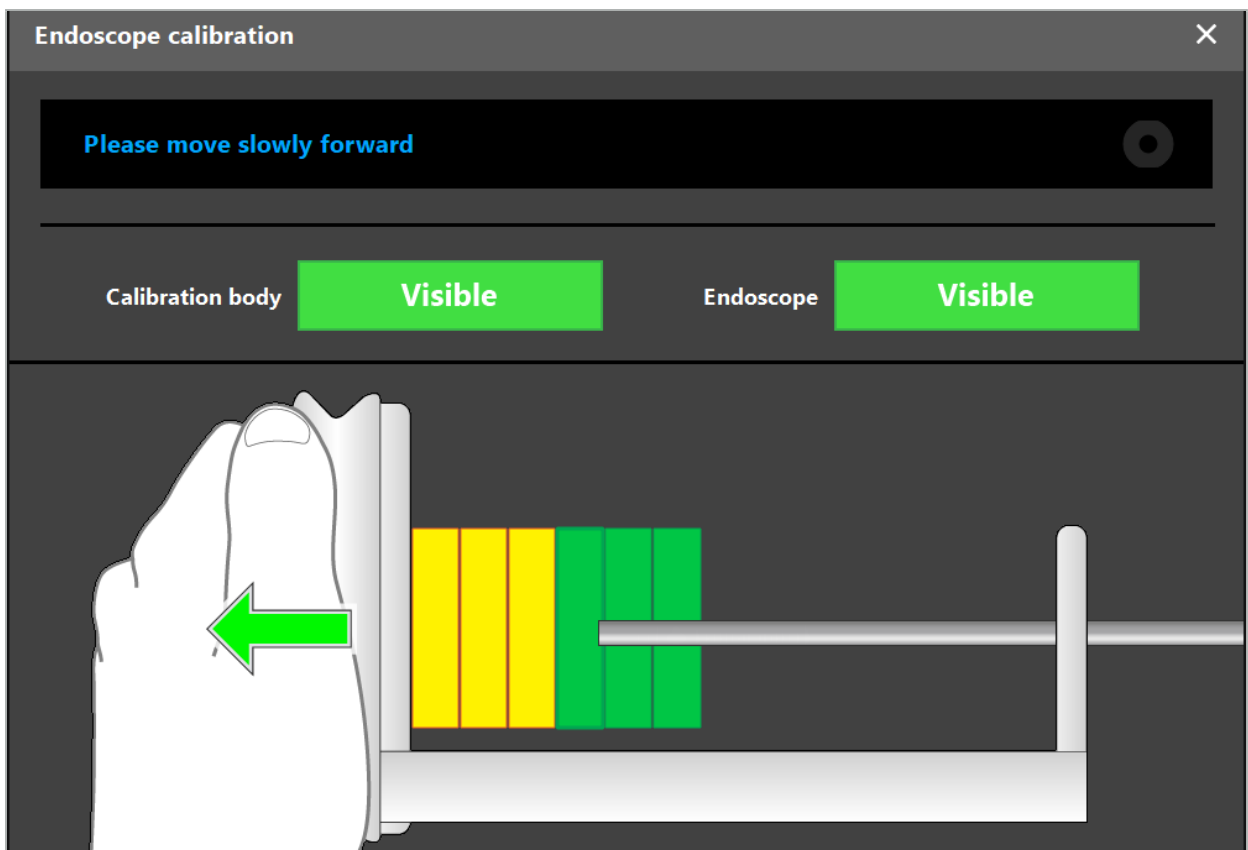 Endoscope calibration
Please move slowly forward
Calibration body
Visible
Endoscope
Visible